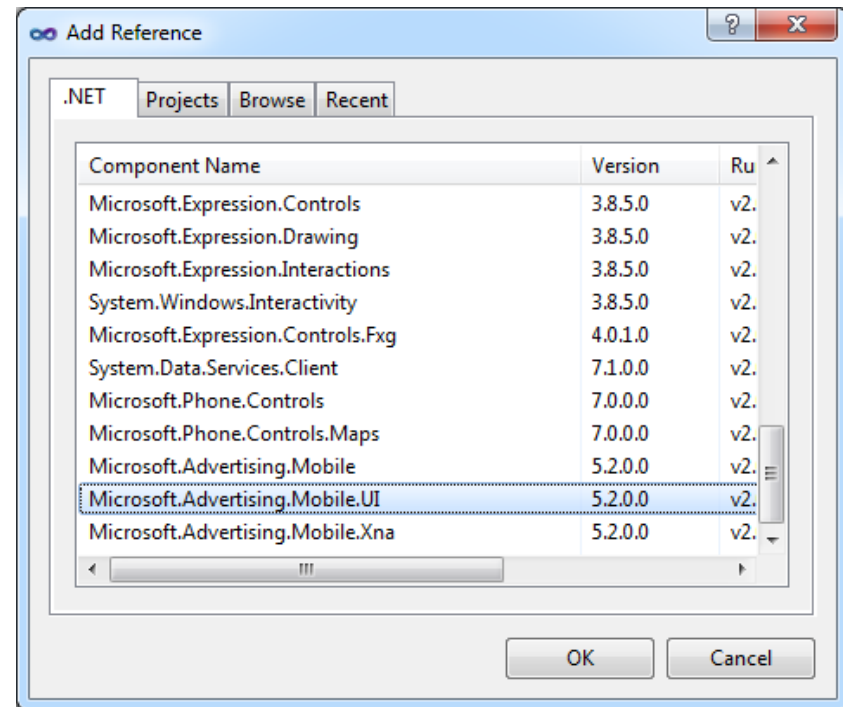 Add Reference
.NET Projects Browse Recent
Component Name Version Ru
Microsoft.Expression.Controls 3.8.5.0 v2.
Microsoft.Expression.Drawing 3.8.5.0 v2.
Microsoft.Expression.Interactions 3.8.5.0 v2.
System.Windows.Interactivity 3.8.5.0 v2.
Microsoft.Expression.Controls.Fxg 4.0.1.0 v2.
System.Data.Services.Client 7.1.0.0 v2.
Microsoft.Phone.Controls 7.0.0.0 v2.
Microsoft.Phone.Controls.Maps 7.0.0.0 v2.
Microsoft.Advertising.Mobile 5.2.0.0 v2.
Microsoft.Advertising.Mobile.UI 5.2.0.0 v2.
Microsoft.Advertising.Mobile.Xna 5.2.0.0 v2.
OK Cancel